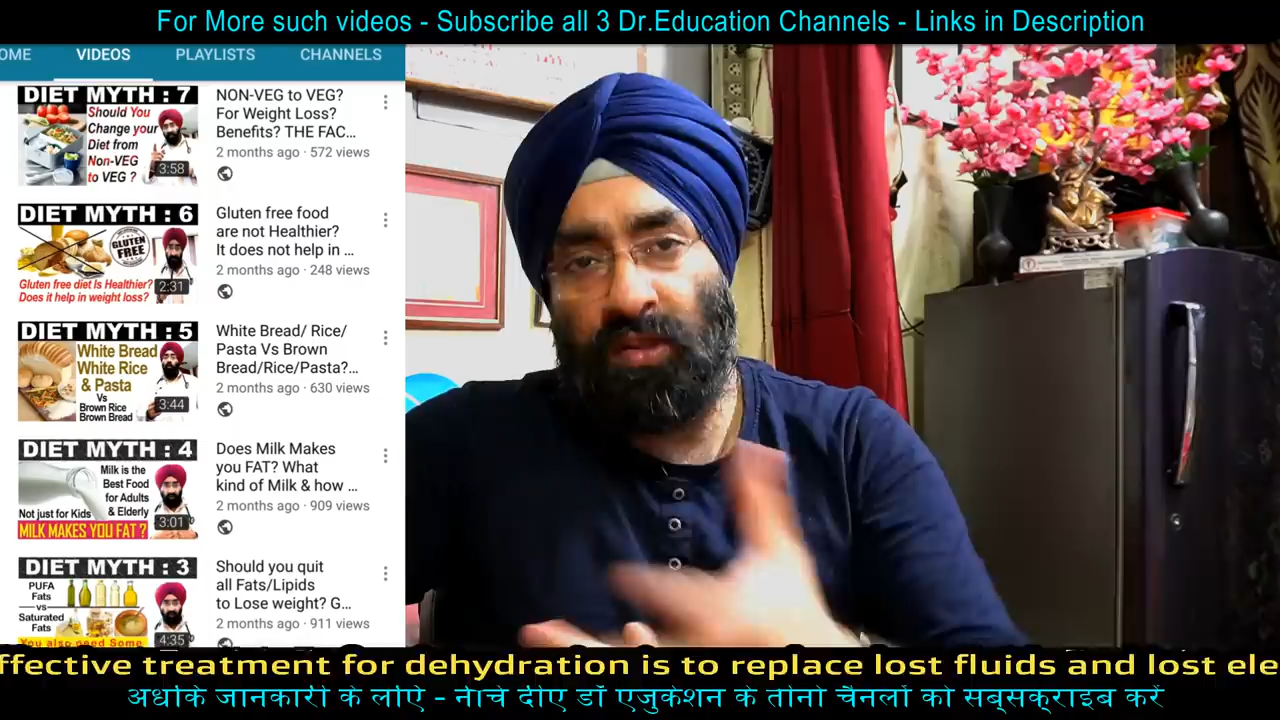 For More such videos - Subscribe all 3 Dr.Education Channels - Links in Description
OME VIDEOS PLAYLISTS CHANNELS
DIET MYTH : 7
Should You
Change your
Diet from
Non-VEG
to VEG ?
3:58
NON-VEG to VEG?
For Weight Loss?
Benefits? THE FAC...
2 months ago · 572 views
DIET MYTH : 6
GLUTEN FREE
Gluten free diet Is Healthier?
Does it help in weight loss?
2:31
Gluten free food
are not Healthier?
It does not help in ...
2 months ago · 248 views
DIET MYTH : 5
White Bread
White Rice
& Pasta
Vs
Brown Rice
Brown Bread
3:44
White Bread/ Rice/
Pasta Vs Brown
Bread/Rice/Pasta?...
2 months ago · 630 views
DIET MYTH : 4
Milk is the
Best Food
for Adults
& Elderly
Not just for Kids
MILK MAKES YOU FAT ?
3:01
Does Milk Makes
you FAT? What
kind of Milk & how ...
2 months ago · 909 views
DIET MYTH : 3
PUFA
Fats
vs
Saturated
Fats
You also need Some
4:35
Should you quit
all Fats/Lipids
to Lose weight? G...
2 months ago · 911 views
ffective treatment for dehydration is to replace lost fluids and lost ele
अधिक जानकारी के लिए - नीचे दीए डॉ एजुकेशन के तीनों चैनलों को सब्सक्राइब करें